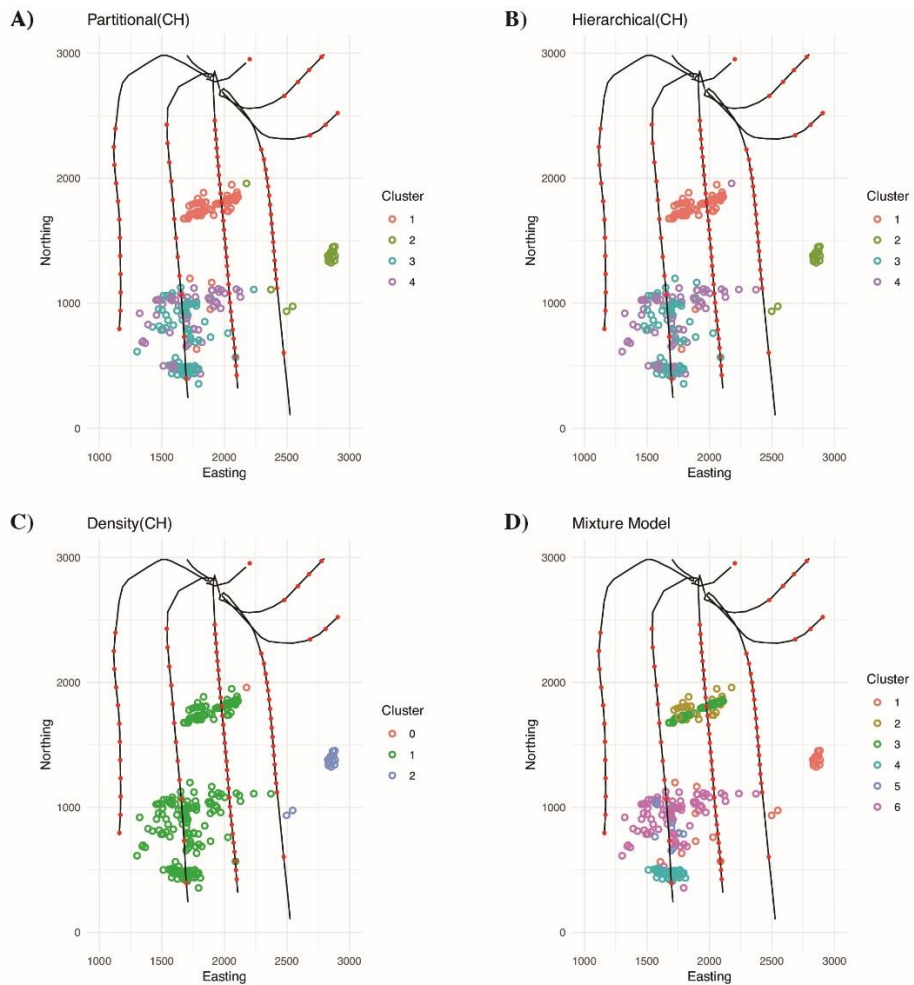 A) Partitional(CH)
3000
2000
1000
0
Northing
1000 1500 2000 2500 3000
Easting
Cluster
1
2
3
4
B) Hierarchical(CH)
3000
2000
1000
0
Northing
1000 1500 2000 2500 3000
Easting
Cluster
1
2
3
4
C) Density(CH)
3000
2000
1000
0
Northing
1000 1500 2000 2500 3000
Easting
Cluster
0
1
2
D) Mixture Model
3000
2000
1000
0
Northing
1000 1500 2000 2500 3000
Easting
Cluster
1
2
3
4
5
6